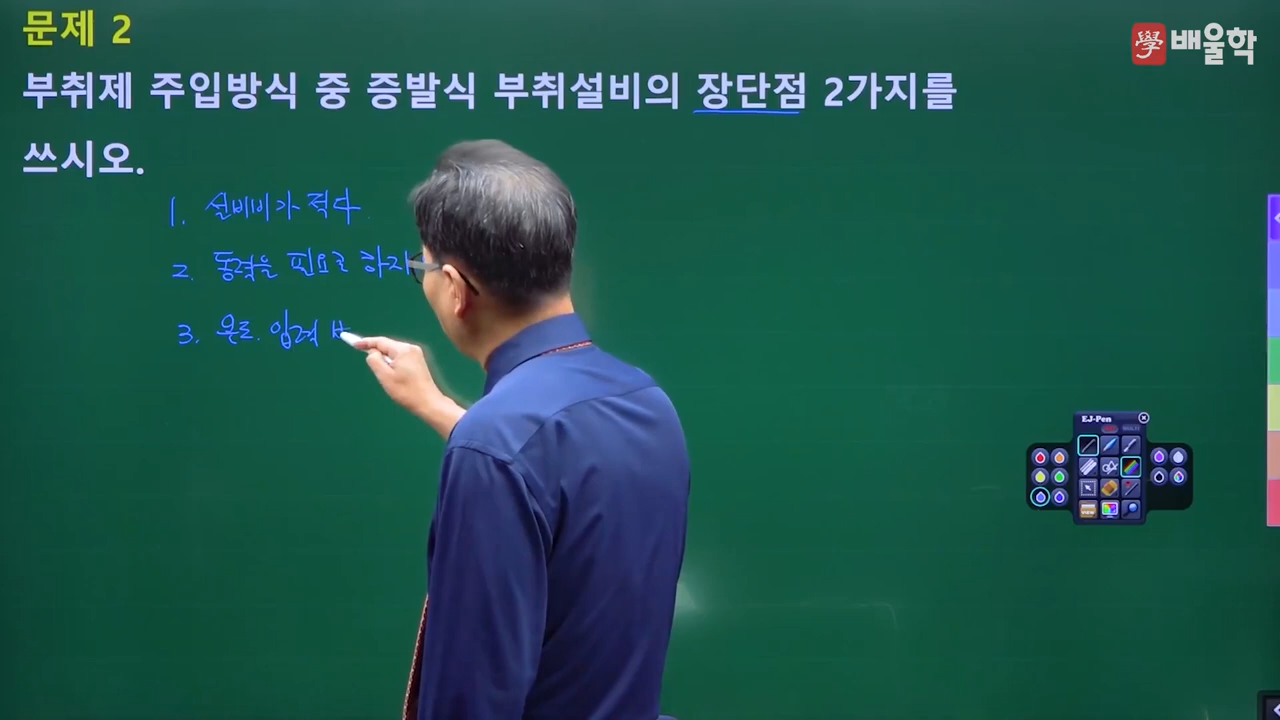 문제 2
學 배울학
부취제 주입방식 중 증발식 부취설비의 장단점 2가지를
쓰시오.
1. 설비비가 적다
2. 동력을 필요로 하지
3. 온도. 압력 ㅂ
EJ-Pen
VIEW